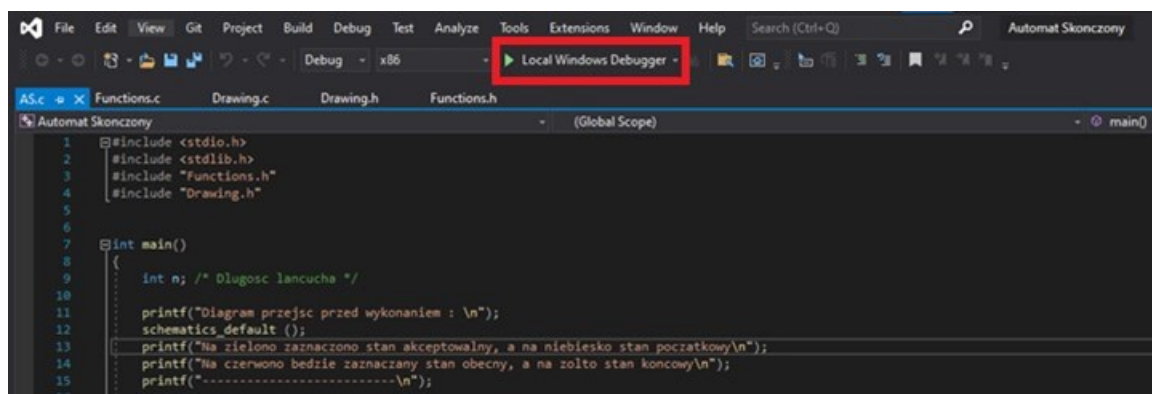 File Edit View Git Project Build Debug Test Analyze Tools Extensions Window Help Search (Ctrl+Q) Automat Skonczony
Debug x86 Local Windows Debugger
AS.c Functions.c Drawing.c Drawing.h Functions.h
Automat Skonczony (Global Scope) main()
1 #include <stdio.h>
2 #include <stdlib.h>
3 #include "Functions.h"
4 #include "Drawing.h"
5
6
7 int main()
8 {
9 int n; /* Dlugosc lancucha */
10
11 printf("Diagram przejsc przed wykonaniem : \n");
12 schematics_default ();
13 printf("Na zielono zaznaczono stan akceptowalny, a na niebiesko stan poczatkowy\n");
14 printf("Na czerwono bedzie zaznaczany stan obecny, a na zolto stan koncowy\n");
15 printf("--------------------------\n");